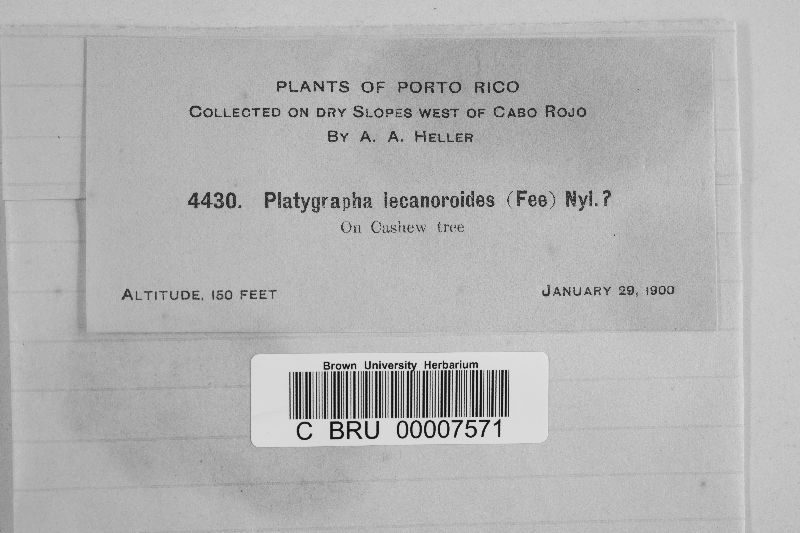 PLANTS OF PORTO RICO
COLLECTED ON DRY SLOPES WEST OF CABO ROJO
BY A. A. HELLER
4430. Platygrapha lecanoroides (Fee) Nyl.?
On Cashew tree
ALTITUDE, 150 FEET JANUARY 29, 1900
Brown University Herbarium
C BRU 00007571